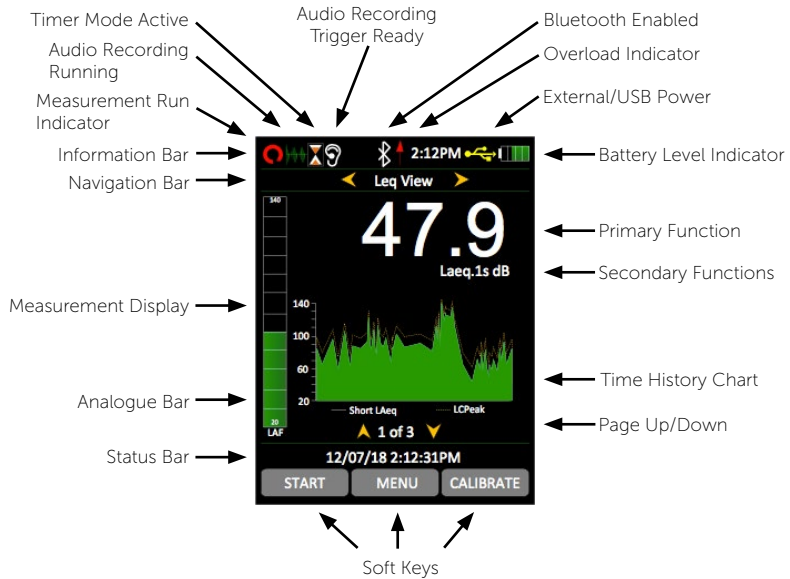 Timer Mode Active
Audio Recording
Trigger Ready
Bluetooth Enabled
Audio Recording
Running
Overload Indicator
Measurement Run
Indicator
External/USB Power
Information Bar
2:12PM
Battery Level Indicator
Navigation Bar
Leq View
340
47.9
Primary Function
Laeq.1s dB
Secondary Functions
Measurement Display
140
100
60
20
Time History Chart
Analogue Bar
Short LAeq
LCPeak
20
LAF
1 of 3
Page Up/Down
Status Bar
12/07/18 2:12:31PM
START
MENU
CALIBRATE
Soft Keys